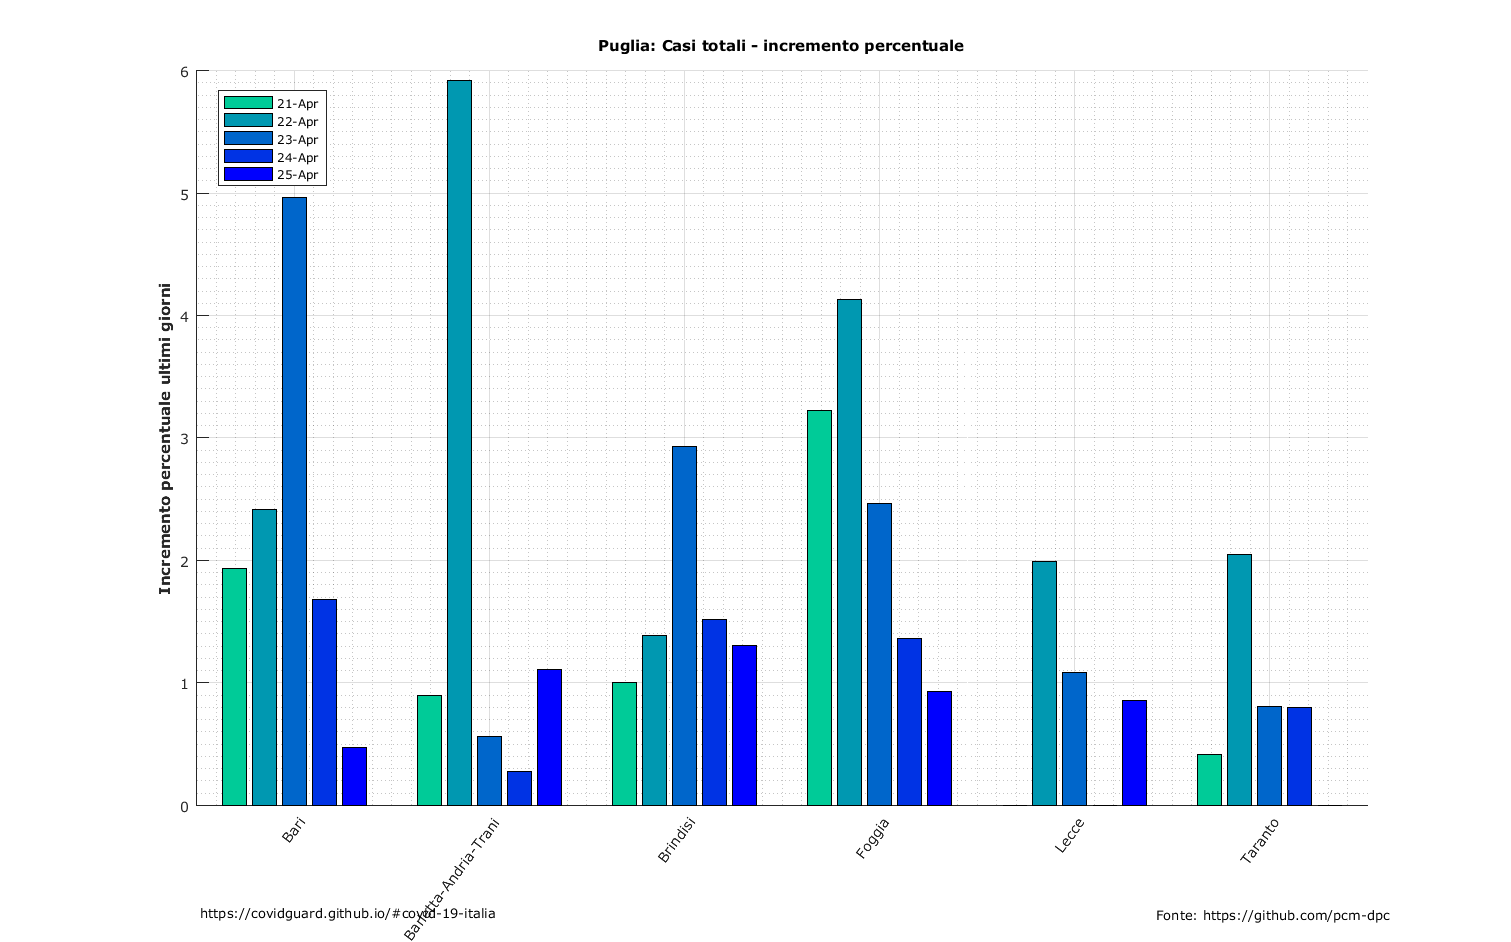 Puglia: Casi totali - incremento percentuale
6
5
4
3
2
1
0
Incremento percentuale ultimi giorni
21-Apr
22-Apr
23-Apr
24-Apr
25-Apr
Bari
Barletta-Andria-Trani
Brindisi
Foggia
Lecce
Taranto
https://covidguard.github.io/#covid-19-italia
Fonte: https://github.com/pcm-dpc